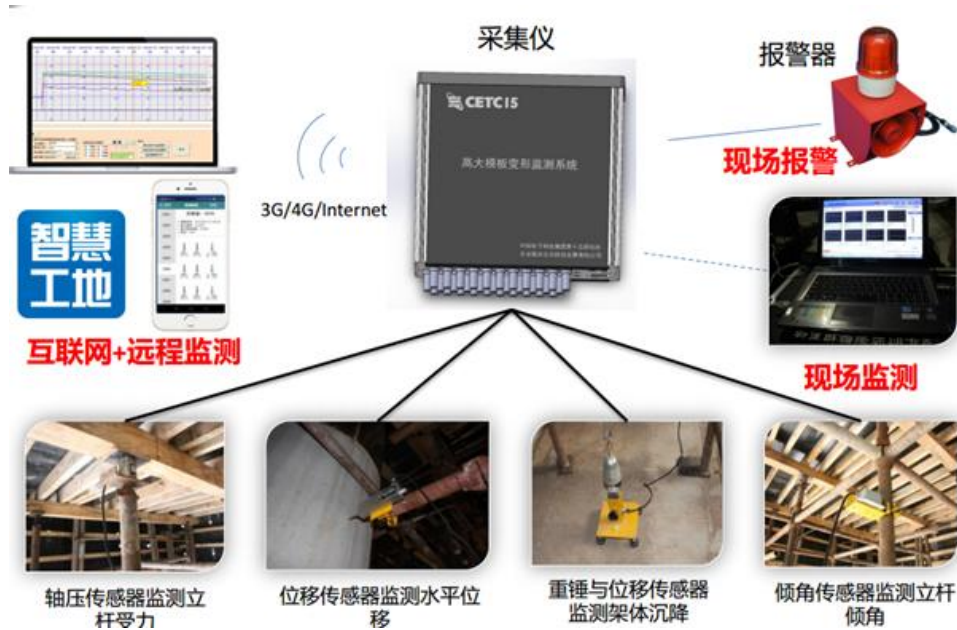 采集仪
报警器
CETC15
高大模板变形监测系统
现场报警
3G/4G/Internet
智慧
工地
互联网+远程监测
现场监测
轴压传感器监测立
杆受力
位移传感器监测水平位
移
重锤与位移传感器
监测架体沉降
倾角传感器监测立杆
倾角